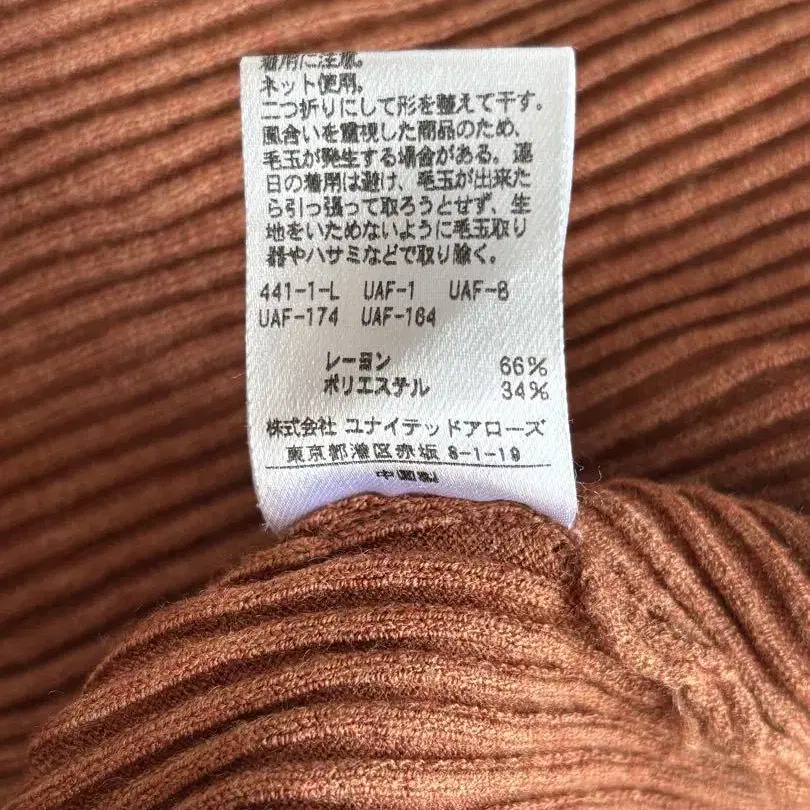 着用に注意。
ネット使用。
二つ折りにして形を整えて干す。
風合いを重視した商品のため、
毛玉が発生する場合がある。連
日の着用は避け、毛玉が出来た
ら引っ張って取ろうとせず、生
地をいためないように毛玉取り
器やハサミなどで取り除く。
441-1-L UAF-1 UAF-8
UAF-174 UAF-164
レーヨン 66%
ポリエステル 34%
株式会社 ユナイテッドアローズ
東京都港区赤坂 8-1-19
中国製